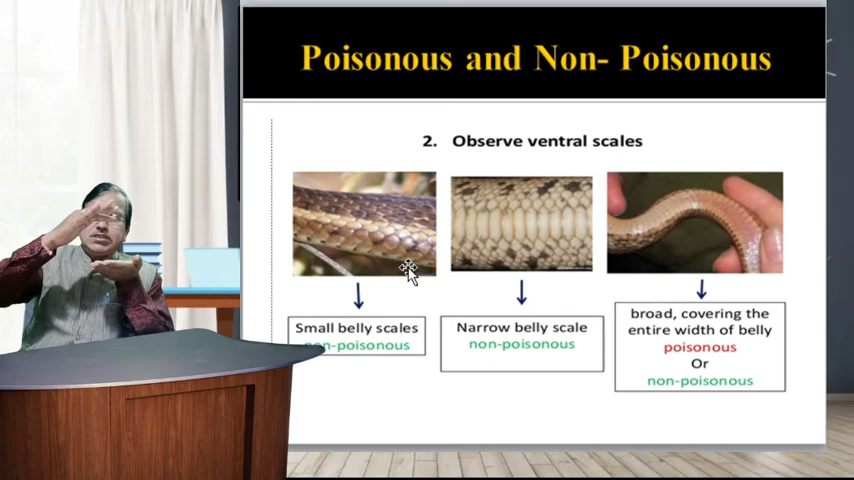 Poisonous and Non- Poisonous
2. Observe ventral scales
Small belly scales
non-poisonous
Narrow belly scale
non-poisonous
broad, covering the
entire width of belly
poisonous
Or
non-poisonous